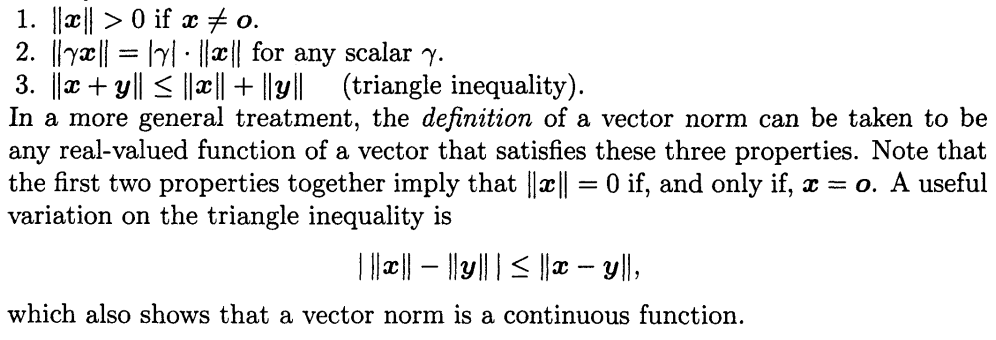 1. ‖x‖ > 0 if x ≠ o.
2. ‖γx‖ = |γ| · ‖x‖ for any scalar γ.
3. ‖x + y‖ ≤ ‖x‖ + ‖y‖ (triangle inequality).
In a more general treatment, the definition of a vector norm can be taken to be
any real-valued function of a vector that satisfies these three properties. Note that
the first two properties together imply that ‖x‖ = 0 if, and only if, x = o. A useful
variation on the triangle inequality is
| ‖x‖ − ‖y‖ | ≤ ‖x − y‖,
which also shows that a vector norm is a continuous function.